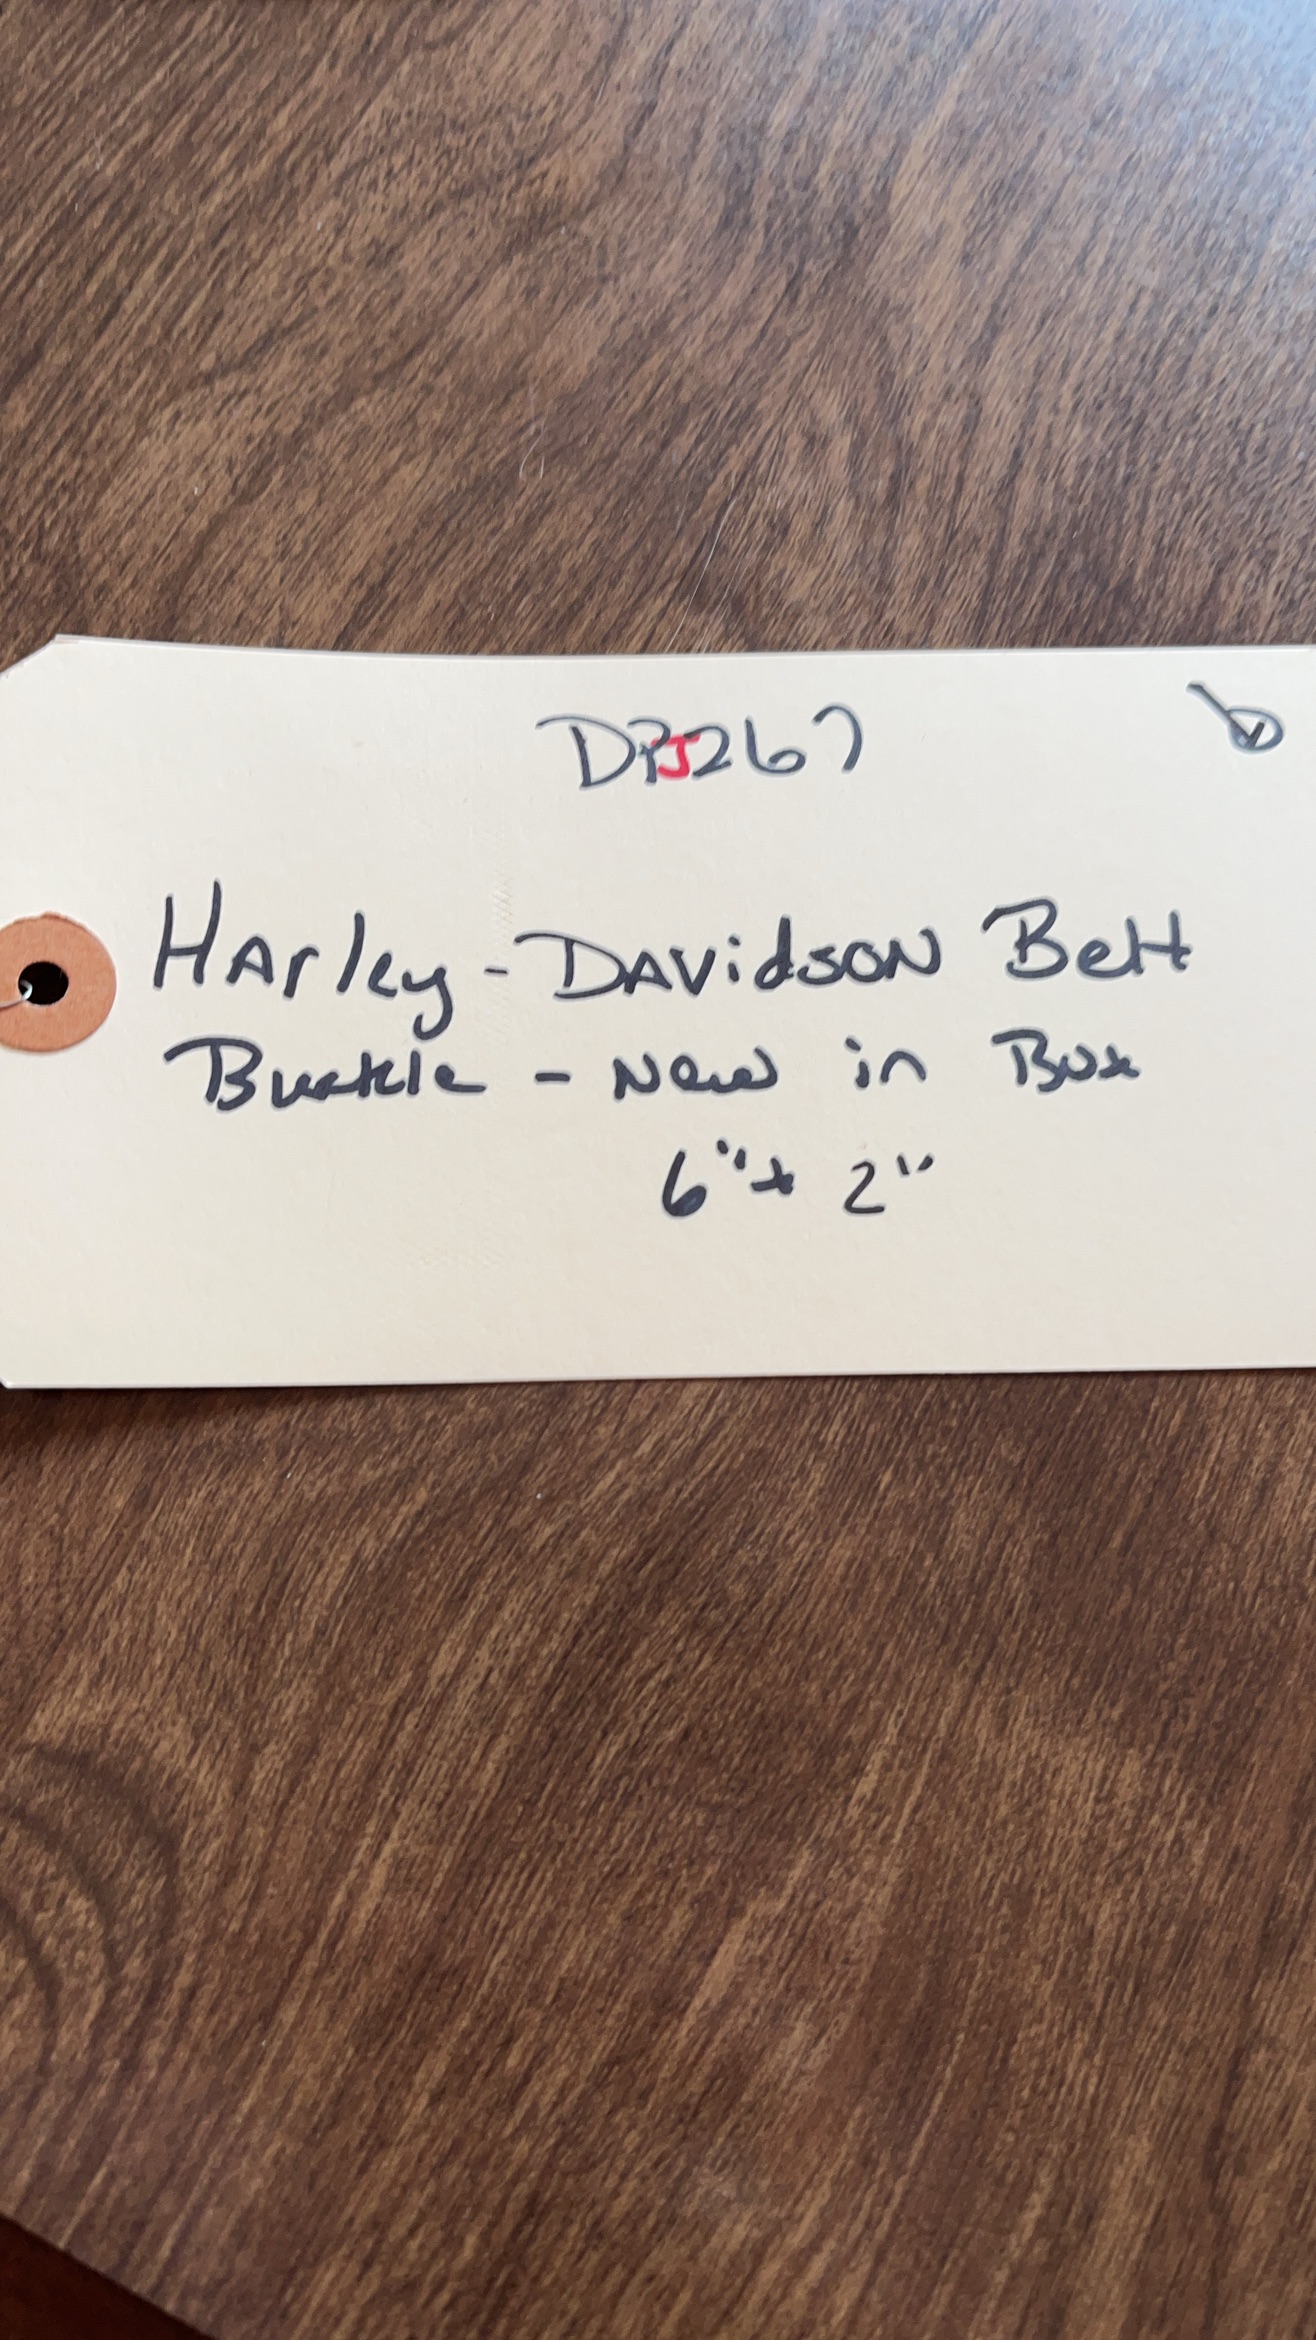 DPJ267
Harley-Davidson Belt
Buckle - New in Box
6" x 2"